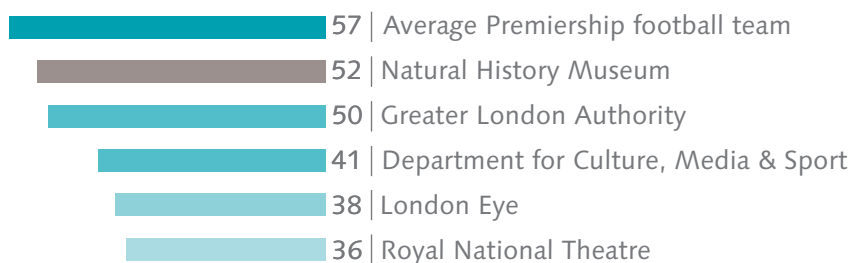 57 | Average Premiership football team
52 | Natural History Museum
50 | Greater London Authority
41 | Department for Culture, Media & Sport
38 | London Eye
36 | Royal National Theatre